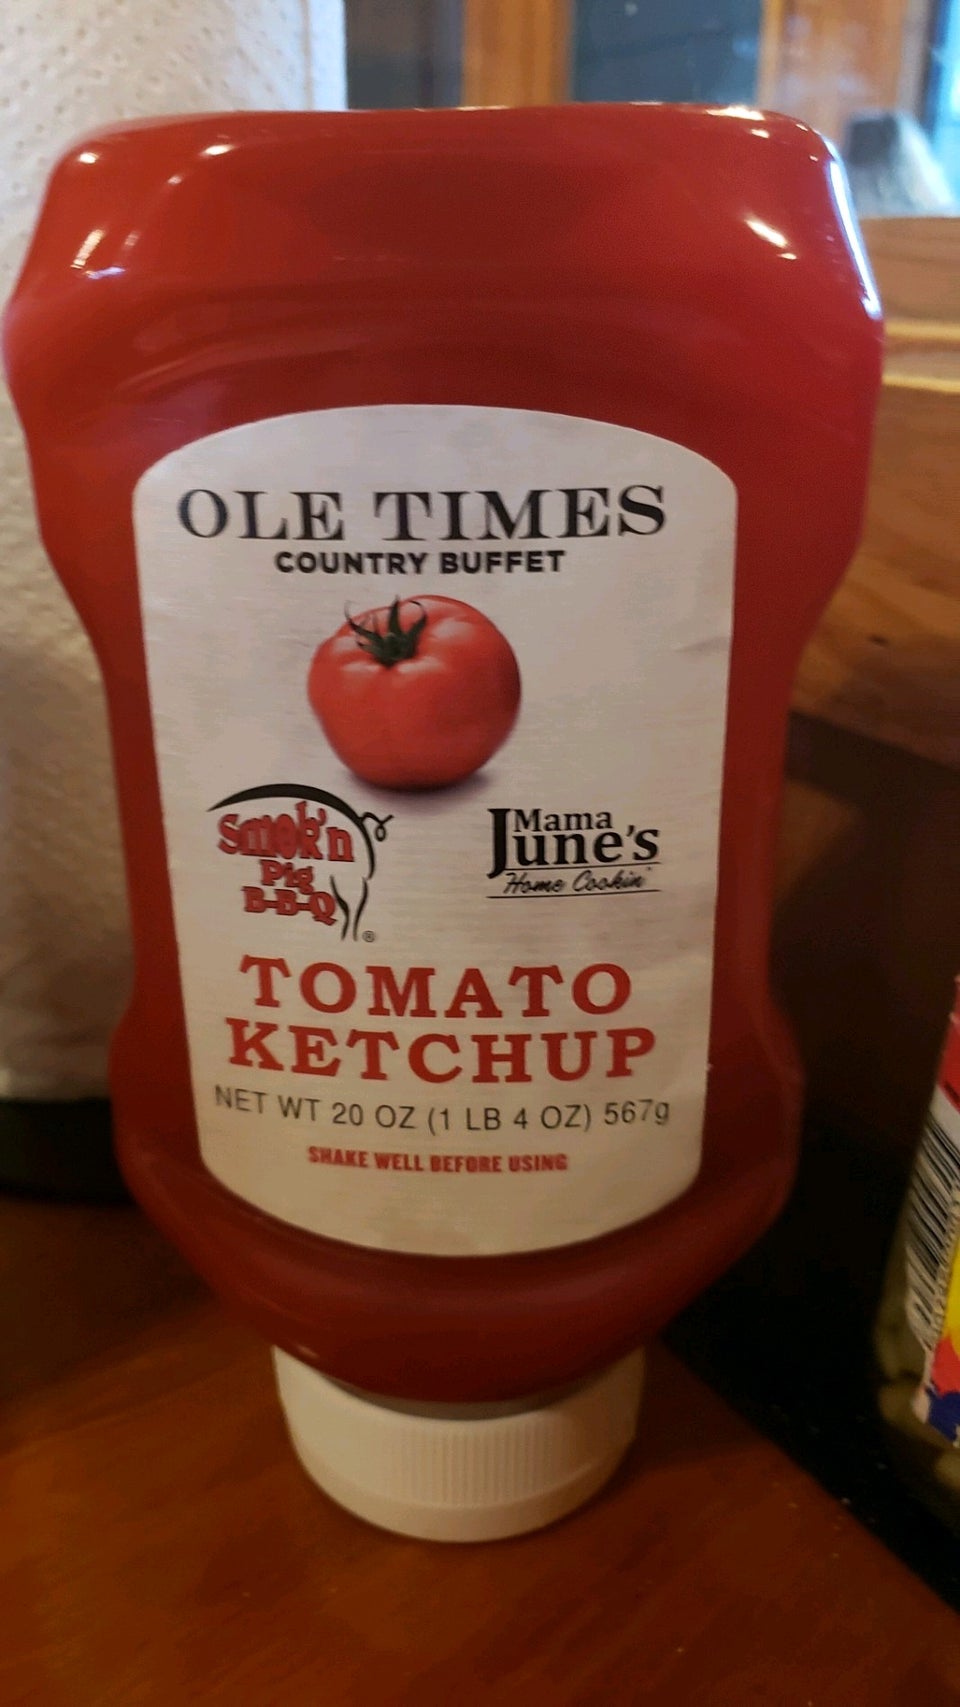 OLE TIMES
COUNTRY BUFFET
Smok'n
Pig
B-B-Q
®
Mama
June's
Home Cookin'
TOMATO
KETCHUP
NET WT 20 OZ (1 LB 4 OZ) 567g
SHAKE WELL BEFORE USING